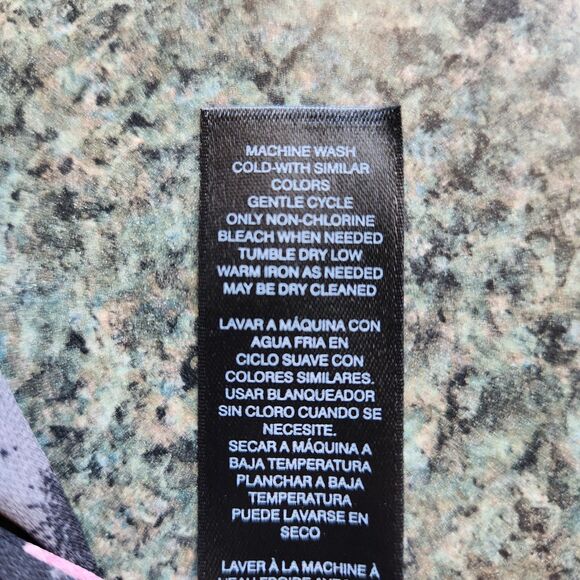 MACHINE WASH
COLD-WITH SIMILAR
COLORS
GENTLE CYCLE
ONLY NON-CHLORINE
BLEACH WHEN NEEDED
TUMBLE DRY LOW
WARM IRON AS NEEDED
MAY BE DRY CLEANED
LAVAR A MÁQUINA CON
AGUA FRIA EN
CICLO SUAVE CON
COLORES SIMILARES.
USAR BLANQUEADOR
SIN CLORO CUANDO SE
NECESITE.
SECAR A MÁQUINA A
BAJA TEMPERATURA
PLANCHAR A BAJA
TEMPERATURA
PUEDE LAVARSE EN
SECO
LAVER À LA MACHINE À